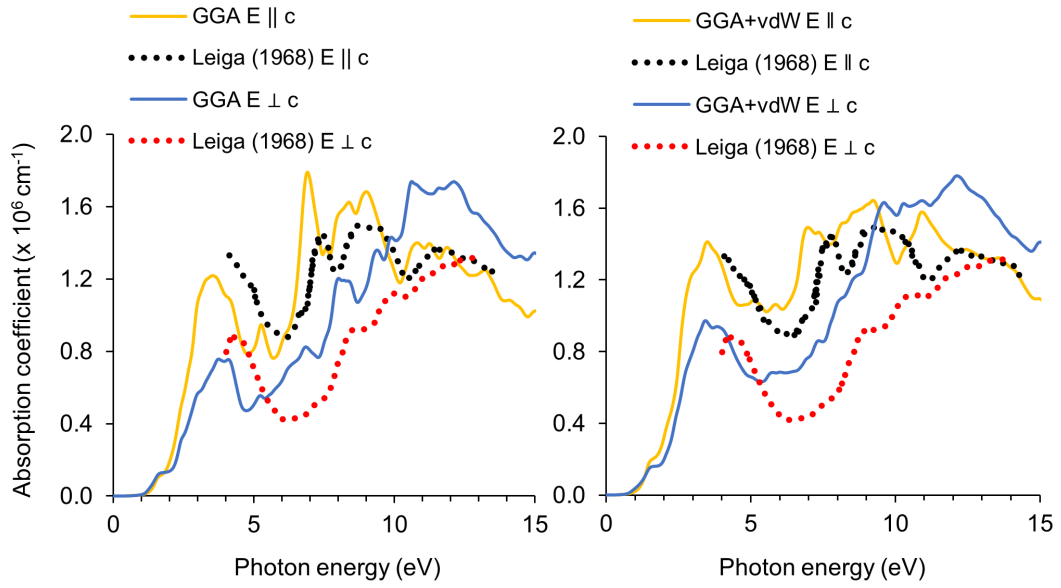 GGA E || c
Leiga (1968) E || c
GGA E ⊥ c
Leiga (1968) E ⊥ c
2.0
1.6
1.2
0.8
0.4
0.0
0 5 10 15
Absorption coefficient (x 10⁶ cm⁻¹)
Photon energy (eV)
GGA+vdW E ǁ c
Leiga (1968) E ǁ c
GGA+vdW E ⊥ c
Leiga (1968) E ⊥ c
2.0
1.6
1.2
0.8
0.4
0.0
0 5 10 15
Photon energy (eV)